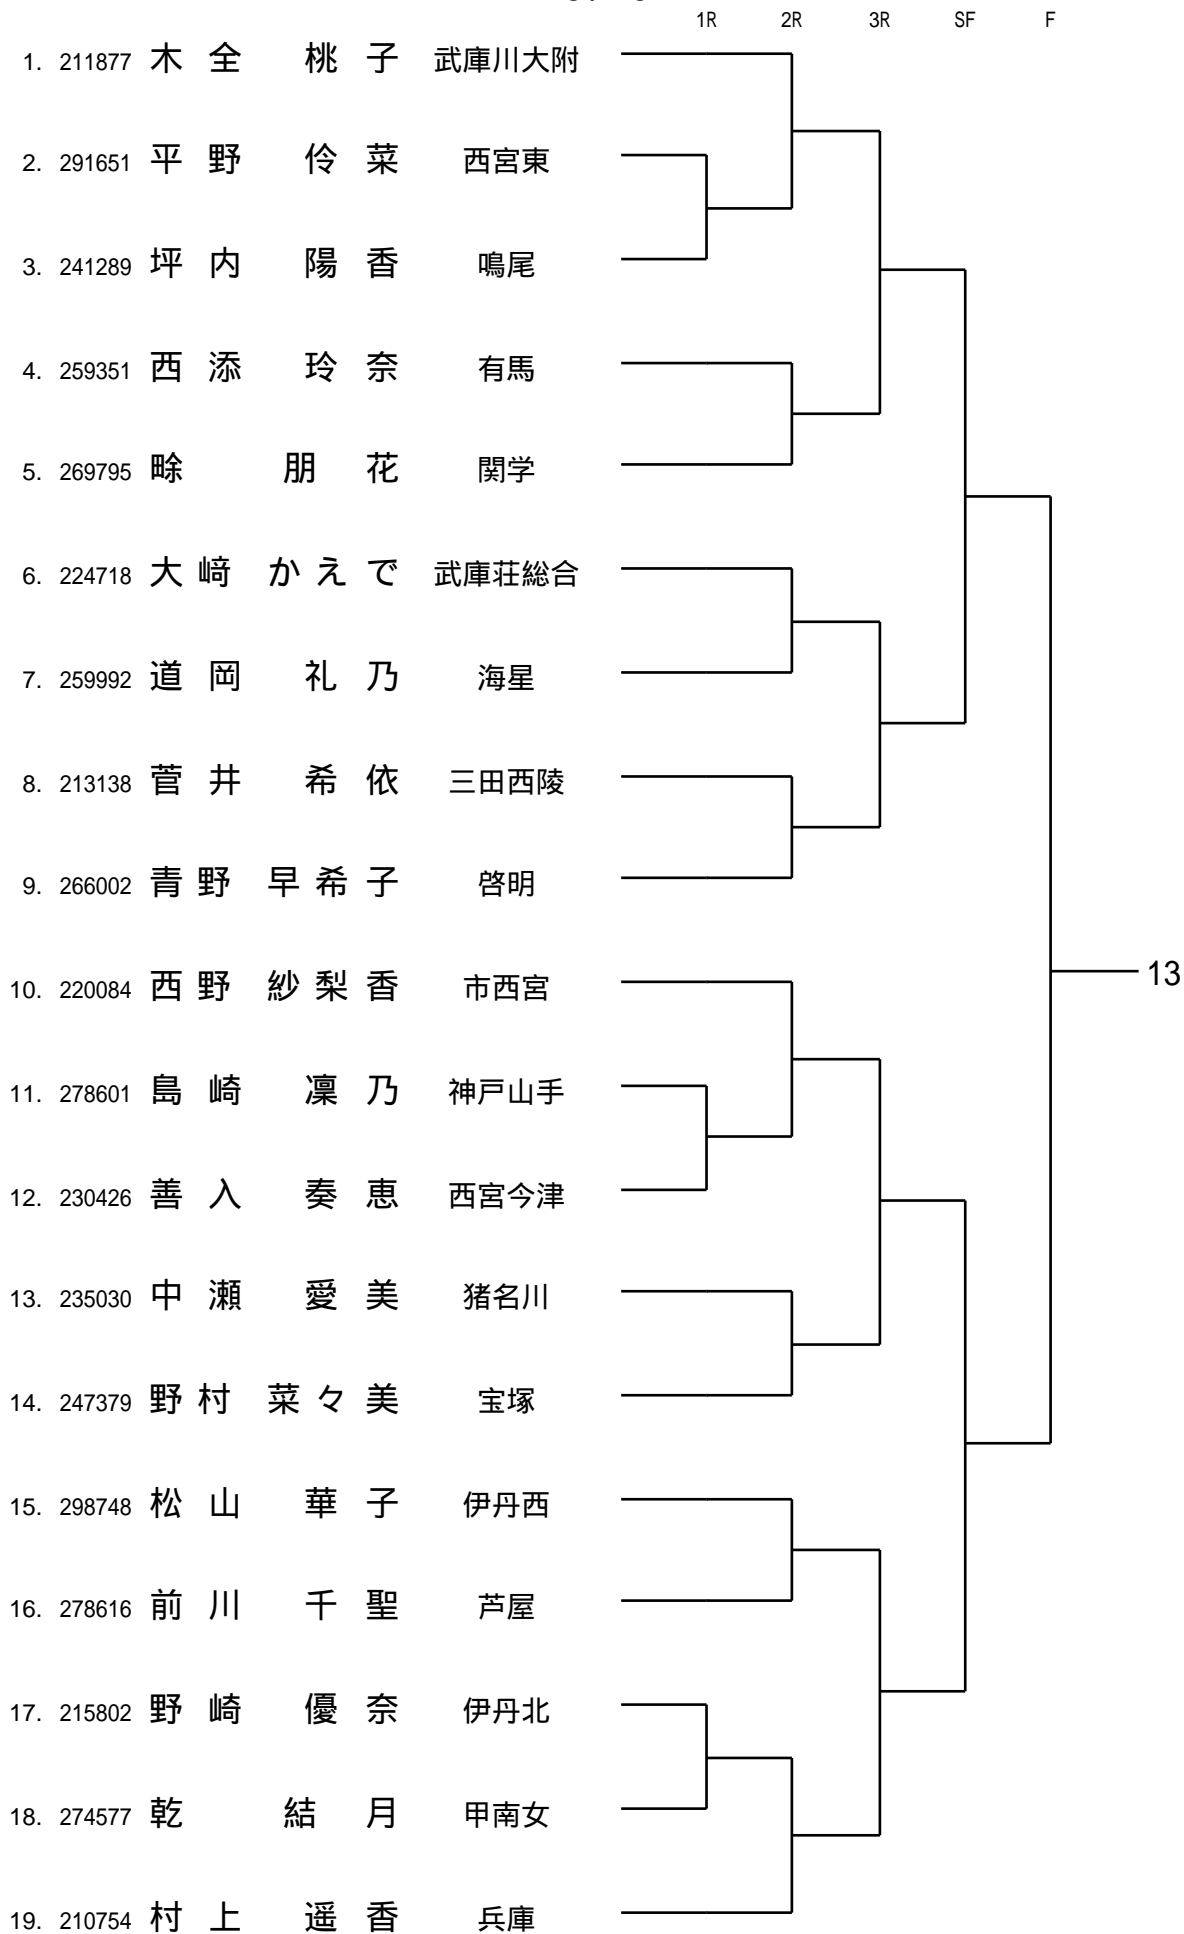 1R 2R 3R SF F
1. 211877 木全 桃子 武庫川大附
2. 291651 平野 伶菜 西宮東
3. 241289 坪内 陽香 鳴尾
4. 259351 西添 玲奈 有馬
5. 269795 畭 朋花 関学
6. 224718 大﨑 かえで 武庫荘総合
7. 259992 道岡 礼乃 海星
8. 213138 菅井 希依 三田西陵
9. 266002 青野 早希子 啓明
13
10. 220084 西野 紗梨香 市西宮
11. 278601 島崎 凜乃 神戸山手
12. 230426 善入 奏恵 西宮今津
13. 235030 中瀬 愛美 猪名川
14. 247379 野村 菜々美 宝塚
15. 298748 松山 華子 伊丹西
16. 278616 前川 千聖 芦屋
17. 215802 野崎 優奈 伊丹北
18. 274577 乾 結月 甲南女
19. 210754 村上 遥香 兵庫